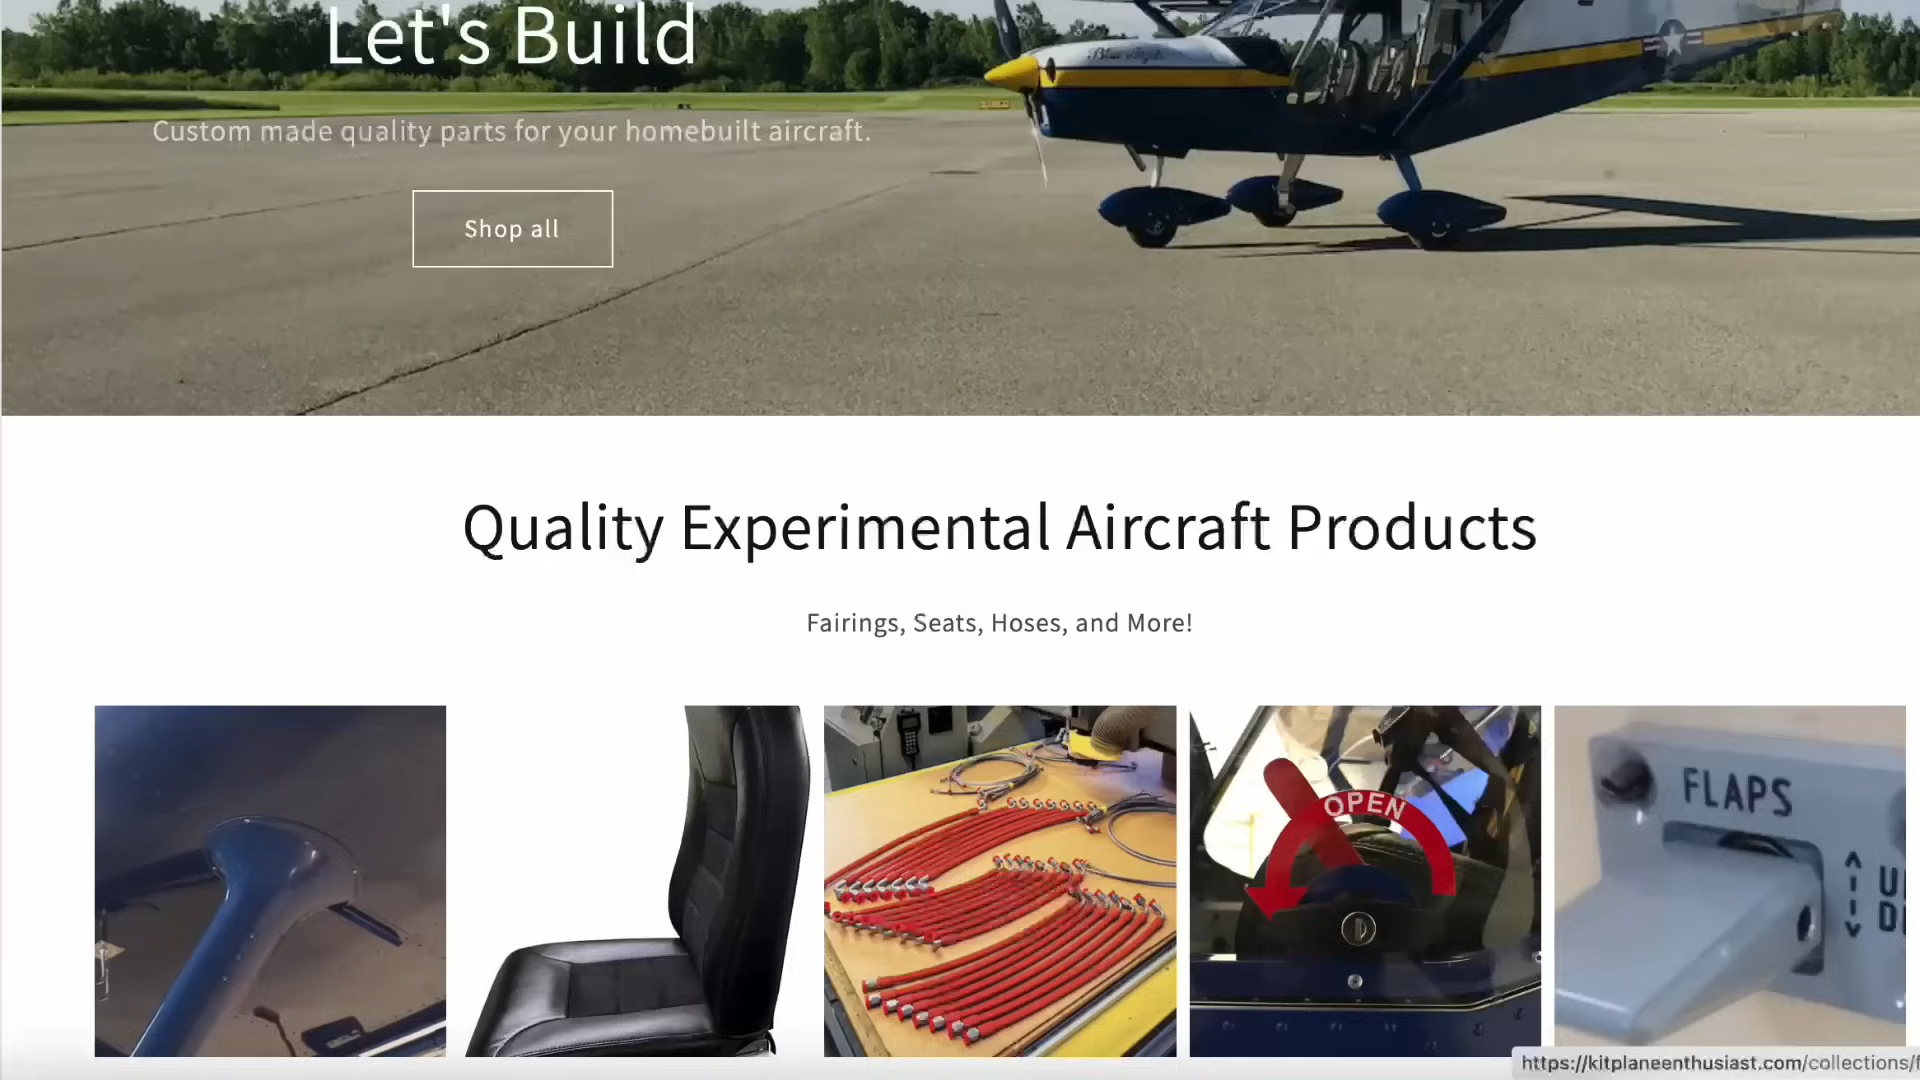 Let's Build
Custom made quality parts for your homebuilt aircraft.
Shop all
Quality Experimental Aircraft Products
Fairings, Seats, Hoses, and More!
OPEN
FLAPS
https://kitplaneenthusiast.com/collections/f